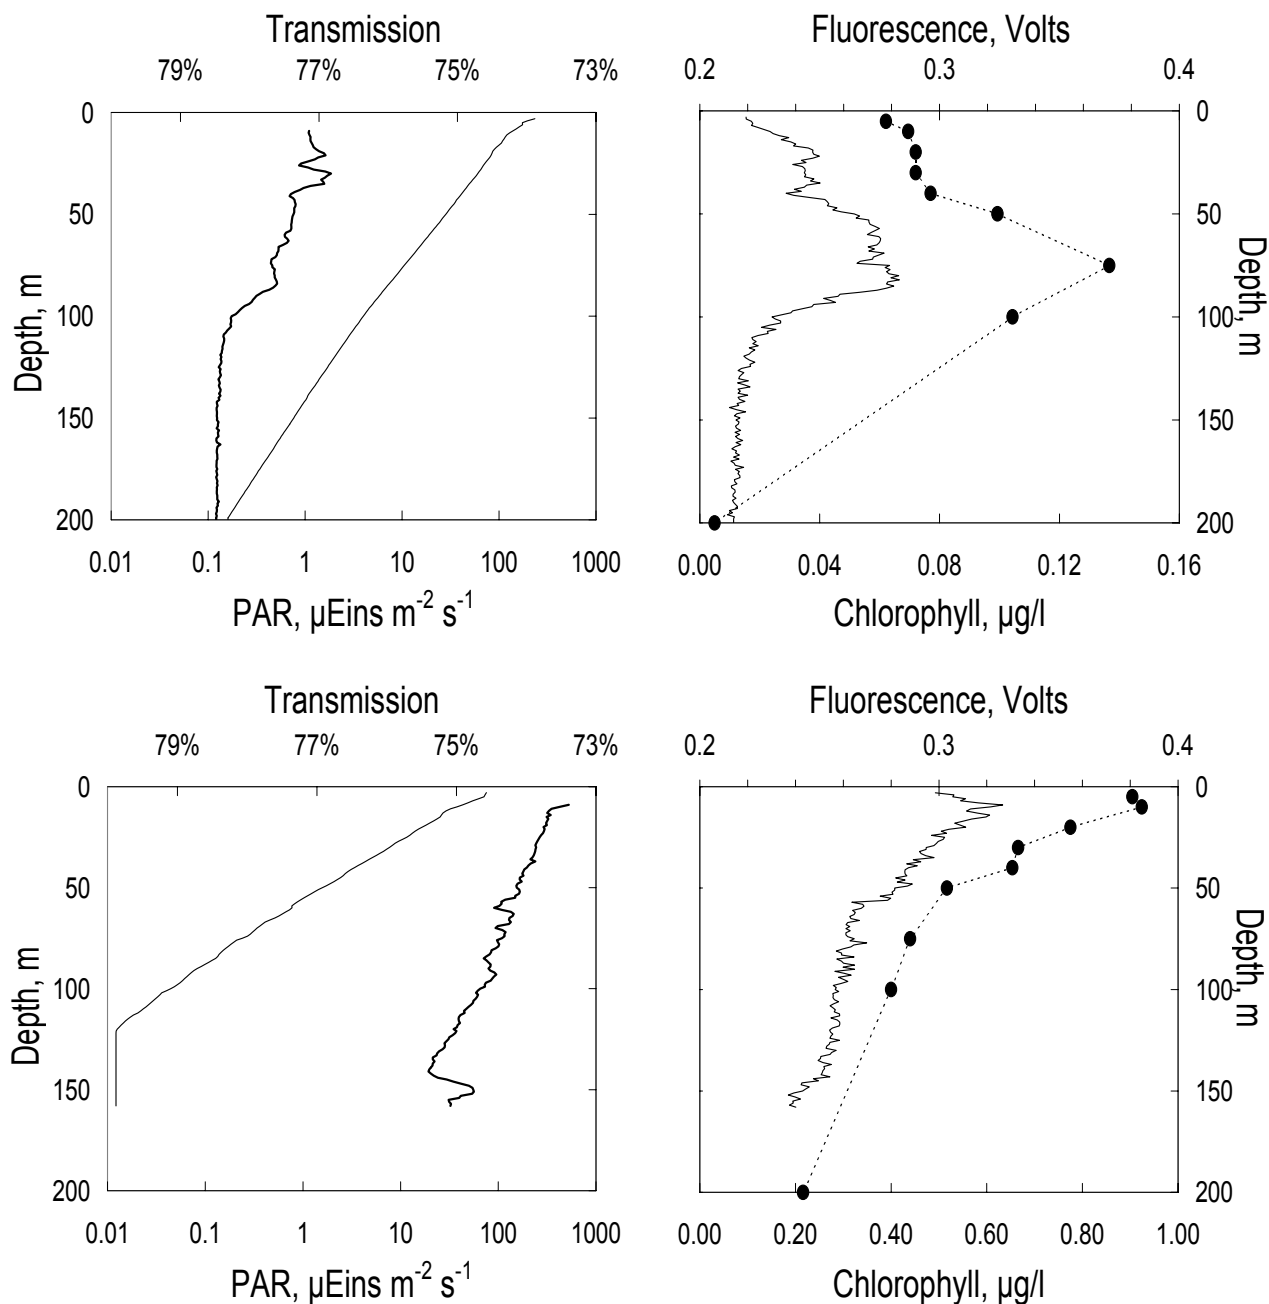 Transmission
79% 77% 75% 73%
0
50
100
150
200
Depth, m
0.01 0.1 1 10 100 1000
PAR, µEins m-2 s-1
Fluorescence, Volts
0.2 0.3 0.4
0
50
100
150
200
Depth, m
0.00 0.04 0.08 0.12 0.16
Chlorophyll, µg/l
Transmission
79% 77% 75% 73%
0
50
100
150
200
Depth, m
0.01 0.1 1 10 100 1000
PAR, µEins m-2 s-1
Fluorescence, Volts
0.2 0.3 0.4
0
50
100
150
200
Depth, m
0.00 0.20 0.40 0.60 0.80 1.00
Chlorophyll, µg/l